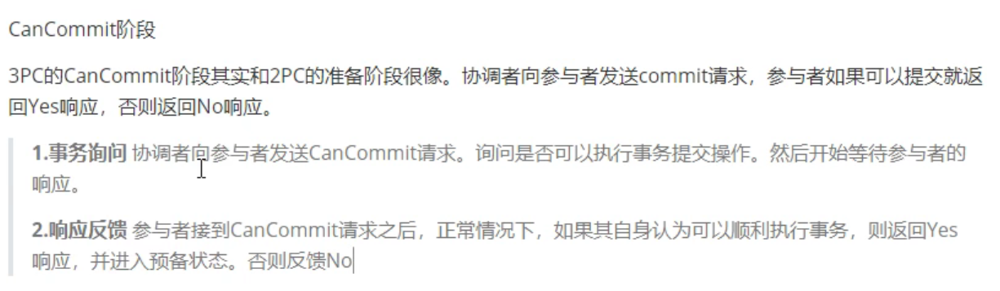 CanCommit阶段
3PC的CanCommit阶段其实和2PC的准备阶段很像。协调者向参与者发送commit请求，参与者如果可以提交就返
回Yes响应，否则返回No响应。
1.事务询问 协调者向参与者发送CanCommit请求。询问是否可以执行事务提交操作。然后开始等待参与者的
响应。
2.响应反馈 参与者接到CanCommit请求之后，正常情况下，如果其自身认为可以顺利执行事务，则返回Yes
响应，并进入预备状态。否则反馈No